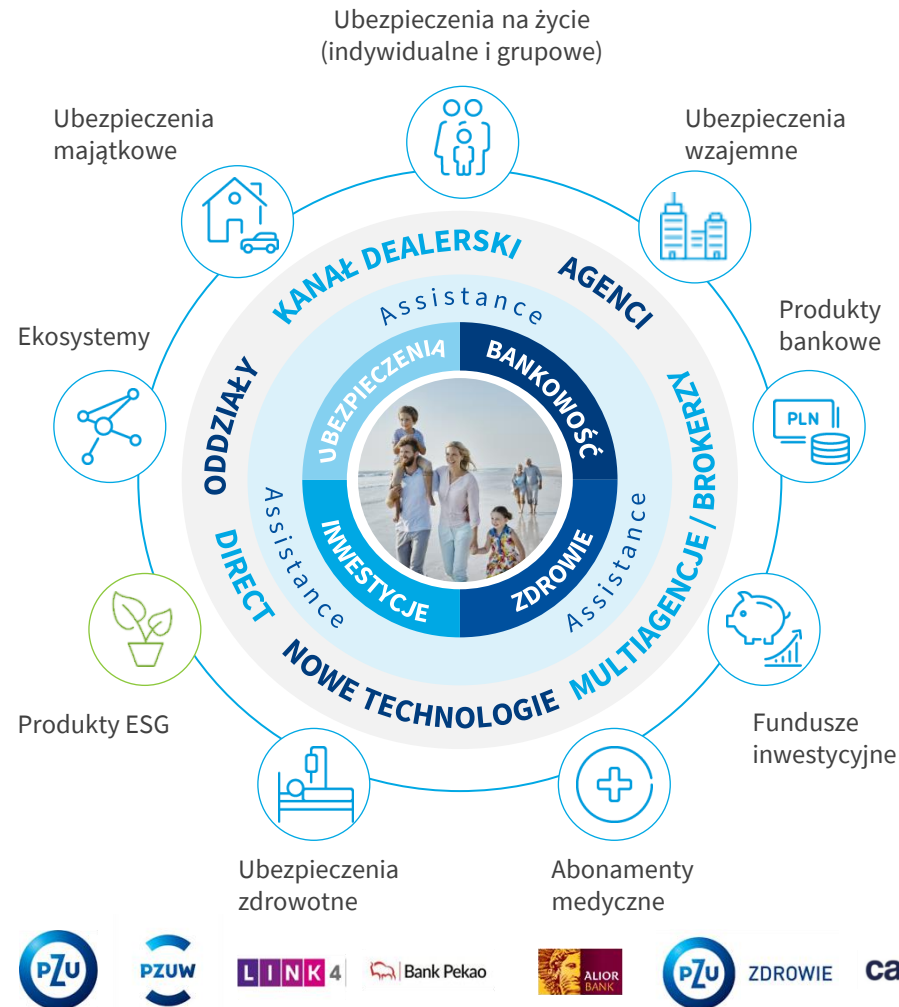 Ubezpieczenia na życie
(indywidualne i grupowe)
Ubezpieczenia
majątkowe
Ubezpieczenia
wzajemne
Ekosystemy
Produkty
bankowe
PLN
KANAŁ DEALERSKI
AGENCI
ODDZIAŁY
MULTIAGENCJE / BROKERZY
DIRECT
NOWE TECHNOLOGIE
Assistance
Assistance
Assistance
UBEZPIECZENIA
BANKOWOŚĆ
INWESTYCJE
ZDROWIE
Produkty ESG
Fundusze
inwestycyjne
Ubezpieczenia
zdrowotne
Abonamenty
medyczne
PZU
PZUW
LINK4
Bank Pekao
ALIOR
BANK
PZU ZDROWIE